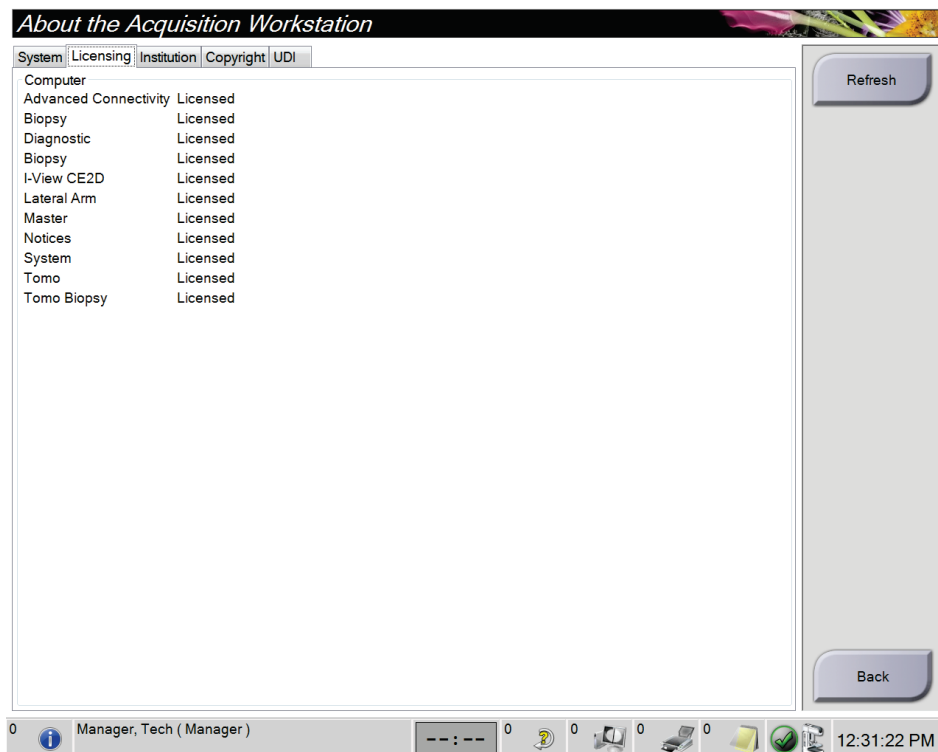 About the Acquisition Workstation
System Licensing Institution Copyright UDI
Refresh
Computer
Advanced Connectivity Licensed
Biopsy Licensed
Diagnostic Licensed
Biopsy Licensed
I-View CE2D Licensed
Lateral Arm Licensed
Master Licensed
Notices Licensed
System Licensed
Tomo Licensed
Tomo Biopsy Licensed
Back
0 Manager, Tech ( Manager ) --:-- 0 0 0 0 12:31:22 PM